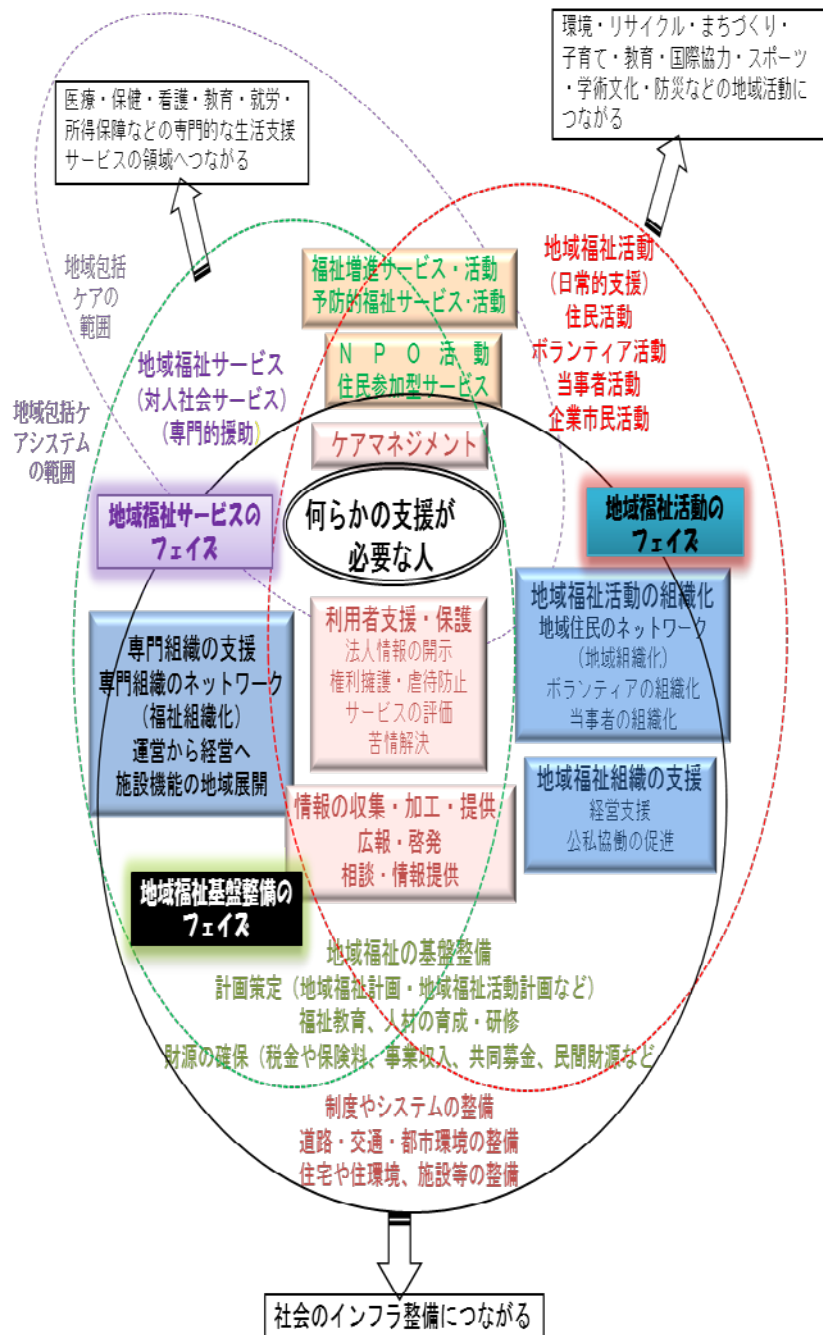 環境・リサイクル・まちづくり・
子育て・教育・国際協力・スポーツ
・学術文化・防災などの地域活動に
つながる
医療・保健・看護・教育・就労・
所得保障などの専門的な生活支援
サービスの領域へつながる
地域包括
ケアの
範囲
福祉増進サービス・活動
予防的福祉サービス・活動
地域福祉活動
(日常的支援)
住民活動
ボランティア活動
当事者活動
企業市民活動
NPO活動
住民参加型サービス
地域福祉サービス
(対人社会サービス)
(専門的援助)
地域包括ケ
アシステム
の範囲
ケアマネジメント
何らかの支援が
必要な人
地域福祉サービスの
フェイズ
地域福祉活動の
フェイズ
地域福祉活動の組織化
地域住民のネットワーク
(地域組織化)
ボランティアの組織化
当事者の組織化
利用者支援・保護
法人情報の開示
権利擁護・虐待防止
サービスの評価
苦情解決
専門組織の支援
専門組織のネットワーク
(福祉組織化)
運営から経営へ
施設機能の地域展開
地域福祉組織の支援
経営支援
公私協働の促進
情報の収集・加工・提供
広報・啓発
相談・情報提供
地域福祉基盤整備の
フェイズ
地域福祉の基盤整備
計画策定(地域福祉計画・地域福祉活動計画など)
福祉教育、人材の育成・研修
財源の確保(税金や保険料、事業収入、共同募金、民間財源など
制度やシステムの整備
道路・交通・都市環境の整備
住宅や住環境、施設等の整備
社会のインフラ整備につながる